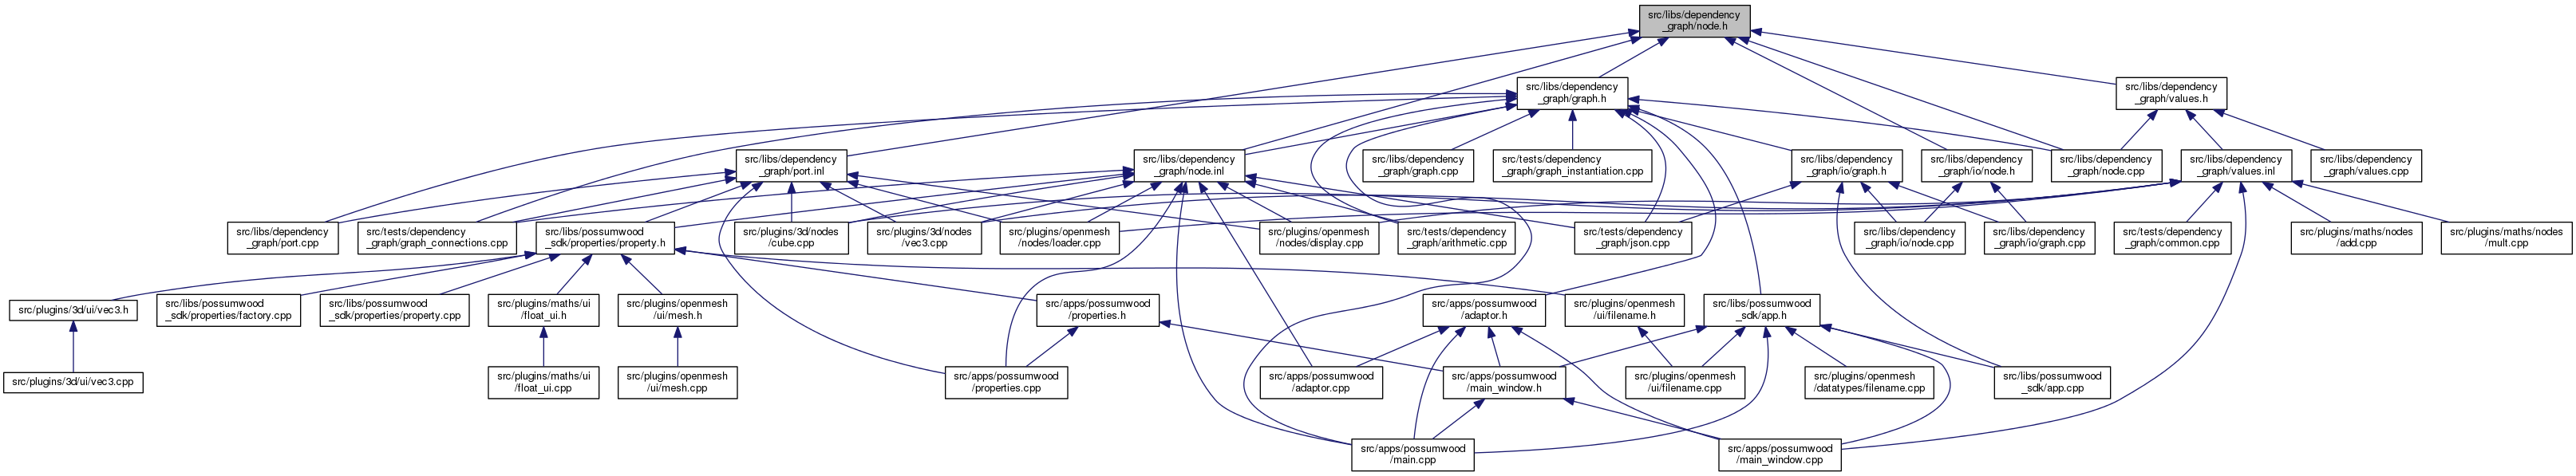 src/libs/dependency
_graph/node.h
src/libs/dependency
_graph/graph.h
src/libs/dependency
_graph/values.h
src/libs/dependency
_graph/port.inl
src/libs/dependency
_graph/node.inl
src/libs/dependency
_graph/graph.cpp
src/tests/dependency
_graph/graph_instantiation.cpp
src/libs/dependency
_graph/io/graph.h
src/libs/dependency
_graph/io/node.h
src/libs/dependency
_graph/node.cpp
src/libs/dependency
_graph/values.inl
src/libs/dependency
_graph/values.cpp
src/libs/dependency
_graph/port.cpp
src/tests/dependency
_graph/graph_connections.cpp
src/libs/possumwood
_sdk/properties/property.h
src/plugins/3d/nodes
/cube.cpp
src/plugins/3d/nodes
/vec3.cpp
src/plugins/openmesh
/nodes/loader.cpp
src/plugins/openmesh
/nodes/display.cpp
src/tests/dependency
_graph/arithmetic.cpp
src/tests/dependency
_graph/json.cpp
src/libs/dependency
_graph/io/node.cpp
src/libs/dependency
_graph/io/graph.cpp
src/tests/dependency
_graph/common.cpp
src/plugins/maths/nodes
/add.cpp
src/plugins/maths/nodes
/mult.cpp
src/plugins/3d/ui/vec3.h
src/libs/possumwood
_sdk/properties/factory.cpp
src/libs/possumwood
_sdk/properties/property.cpp
src/plugins/maths/ui
/float_ui.h
src/plugins/openmesh
/ui/mesh.h
src/apps/possumwood
/properties.h
src/apps/possumwood
/adaptor.h
src/plugins/openmesh
/ui/filename.h
src/libs/possumwood
_sdk/app.h
src/plugins/3d/ui/vec3.cpp
src/plugins/maths/ui
/float_ui.cpp
src/plugins/openmesh
/ui/mesh.cpp
src/apps/possumwood
/properties.cpp
src/apps/possumwood
/adaptor.cpp
src/apps/possumwood
/main_window.h
src/plugins/openmesh
/ui/filename.cpp
src/plugins/openmesh
/datatypes/filename.cpp
src/libs/possumwood
_sdk/app.cpp
src/apps/possumwood
/main.cpp
src/apps/possumwood
/main_window.cpp